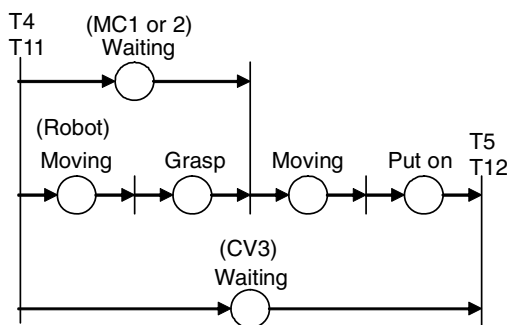 T4
T11
(MC1 or 2)
Waiting
(Robot)
Moving
Grasp
Moving
Put on
T5
T12
(CV3)
Waiting